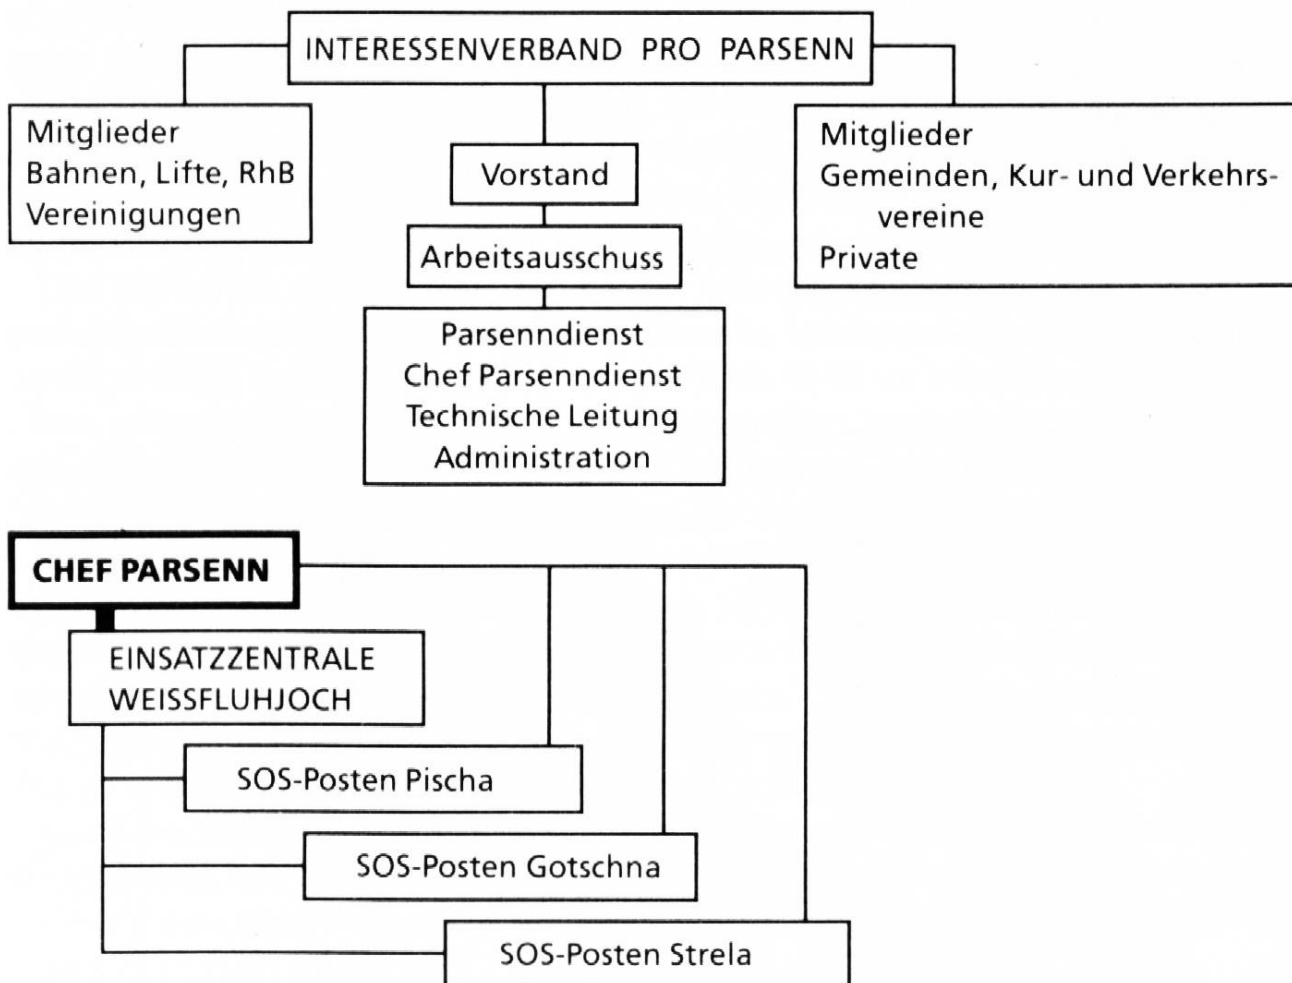 INTERESSENVERBAND PRO PARSENN
Mitglieder
Bahnen, Lifte, RhB
Vereinigungen
Vorstand
Arbeitsausschuss
Parsenndienst
Chef Parsenndienst
Technische Leitung
Administration
Mitglieder
Gemeinden, Kur- und Verkehrs-
vereine
Private
CHEF PARSENN
EINSATZZENTRALE
WEISSFLUHJOCH
SOS-Posten Pischa
SOS-Posten Gotschna
SOS-Posten Strela